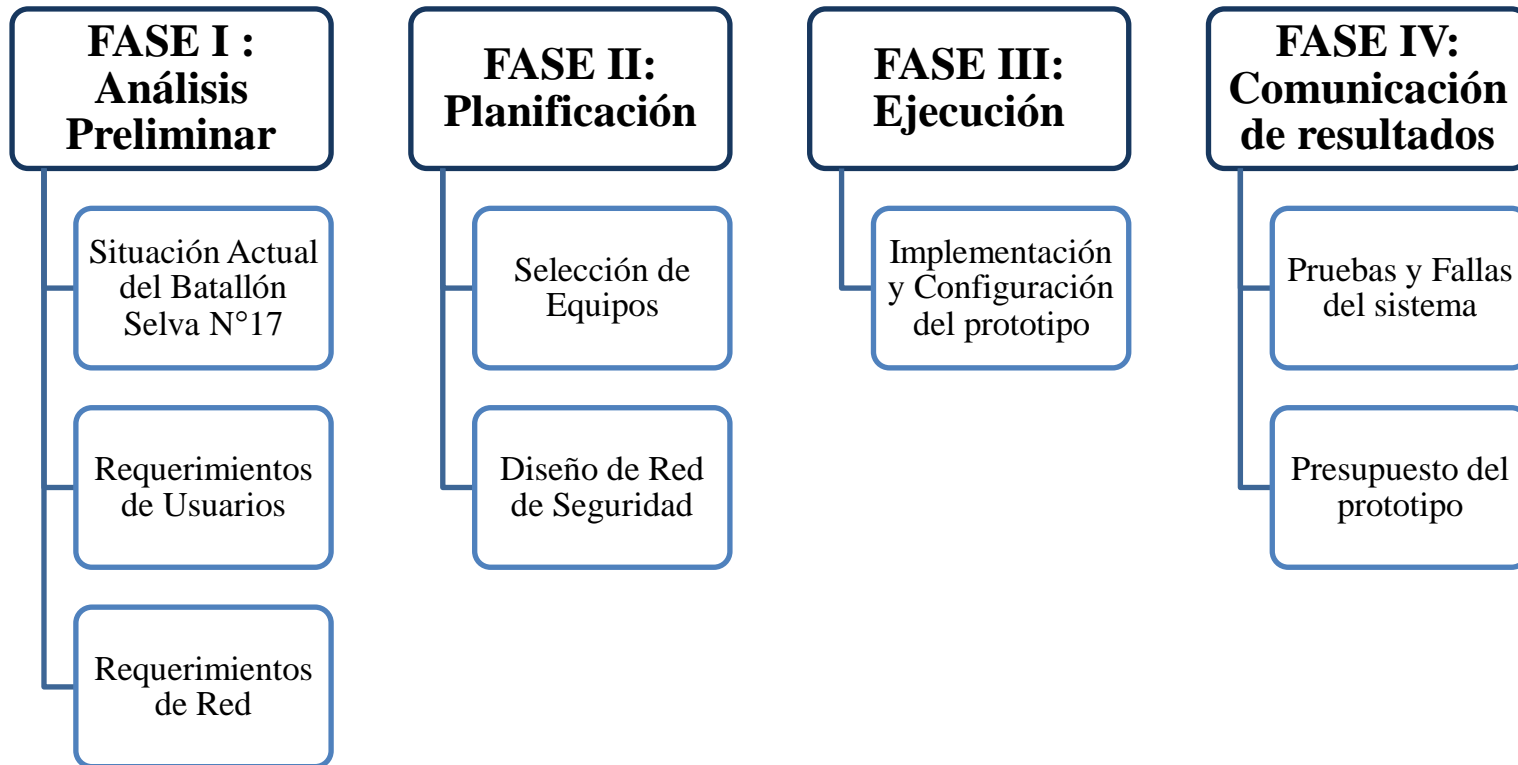 FASE I :
Análisis
Preliminar
Situación Actual
del Batallón
Selva N°17
Requerimientos
de Usuarios
Requerimientos
de Red
FASE II:
Planificación
Selección de
Equipos
Diseño de Red
de Seguridad
FASE III:
Ejecución
Implementación
y Configuración
del prototipo
FASE IV:
Comunicación
de resultados
Pruebas y Fallas
del sistema
Presupuesto del
prototipo